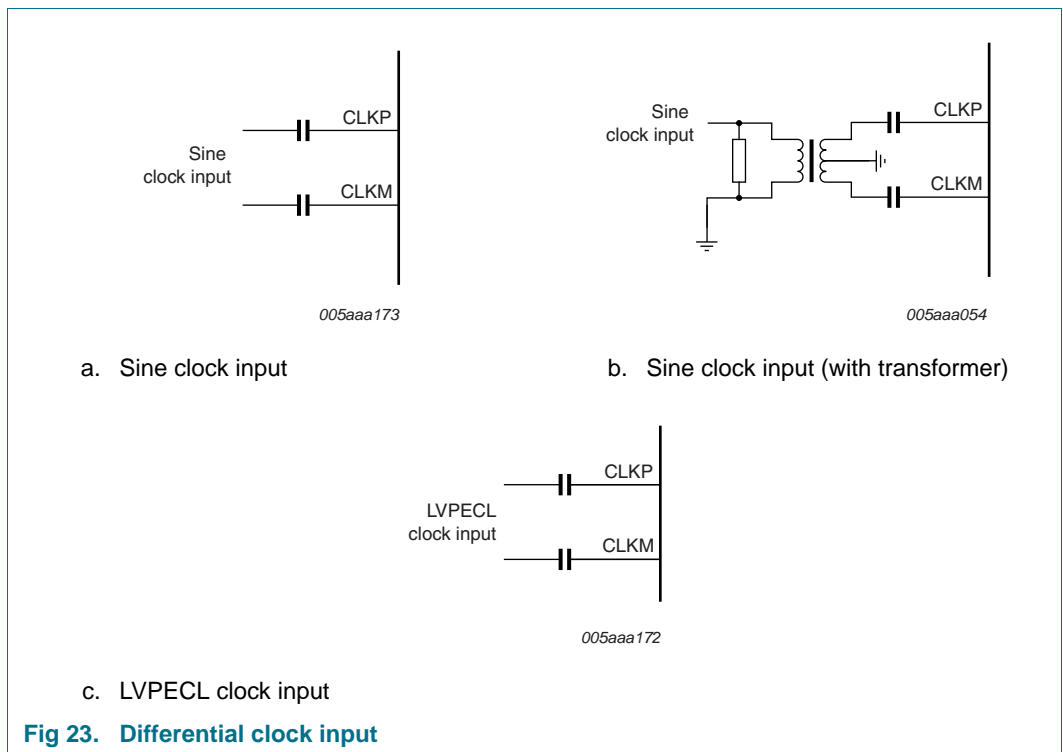 CLKP
Sine
clock input
CLKM
005aaa173
a. Sine clock input
Sine
clock input
CLKP
CLKM
005aaa054
b. Sine clock input (with transformer)
CLKP
LVPECL
clock input
CLKM
005aaa172
c. LVPECL clock input
Fig 23. Differential clock input